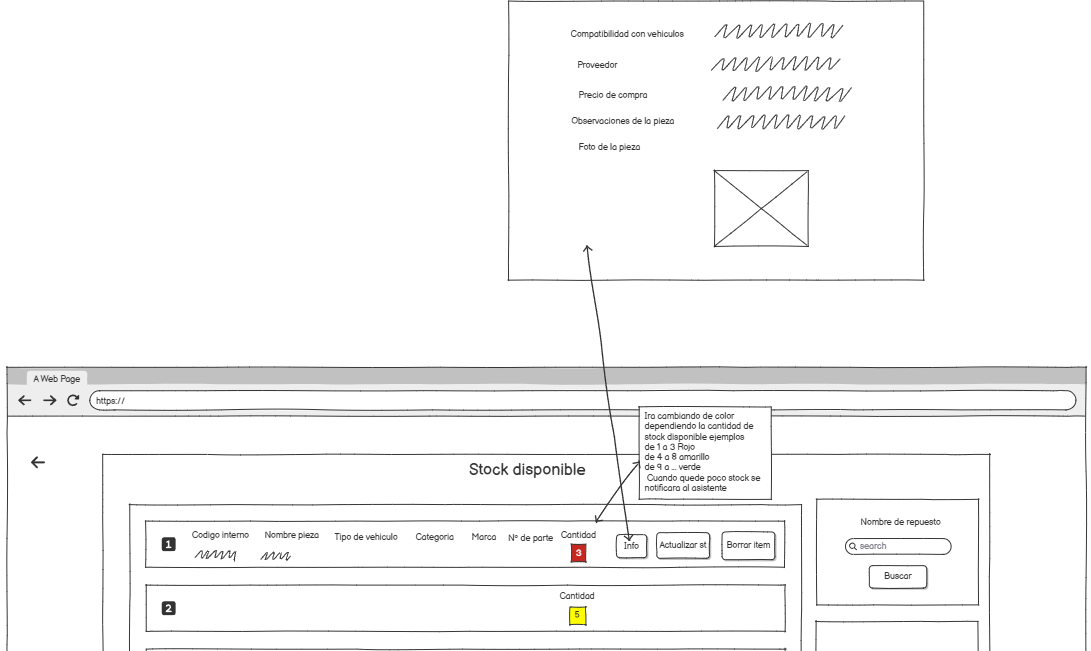 Compatibilidad con vehiculos
Proveedor
Precio de compra
Observaciones de la pieza
Foto de la pieza
A Web Page
https://
Ira cambiando de color
dependiendo la cantidad de
stock disponible ejemplos
de 1 a 3 Rojo
de 4 a 8 amarillo
de 9 a ... verde
Cuando quede poco stock se
notificara al asistente
Stock disponible
1
Codigo interno
Nombre pieza
Tipo de vehiculo
Categoria
Marca
Nº de parte
Cantidad
3
Info
Actualizar st
Borrar item
2
Cantidad
5
Nombre de repuesto
search
Buscar